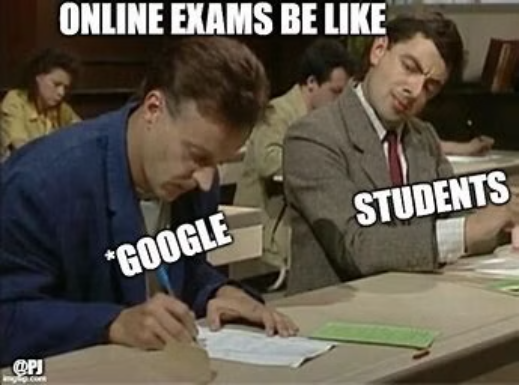 ONLINE EXAMS BE LIKE
STUDENTS
*GOOGLE
@PJ
imgflip.com